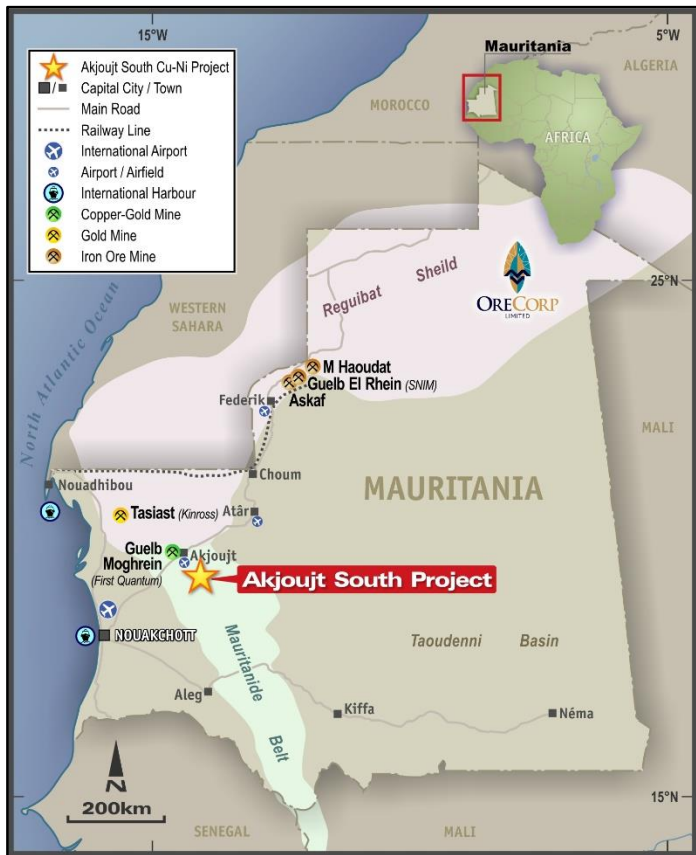 15°W
5°W
Akjoujt South Cu-Ni Project
/ Capital City / Town
Main Road
Railway Line
International Airport
Airport / Airfield
International Harbour
Copper-Gold Mine
Gold Mine
Iron Ore Mine
Mauritania
ALGERIA
MOROCCO
AFRICA
North Atlantic Ocean
WESTERN
SAHARA
Reguibat Sheild
ORECORP
LIMITED
25°N
M Haoudat
Guelb El Rhein (SNIM)
Askaf
Federik
MALI
Nouadhibou
Choum
MAURITANIA
Tasiast (Kinross)
Atâr
Guelb
Moghrein
(First Quantum)
Akjoujt
Akjoujt South Project
NOUAKCHOTT
Mauritanide
Belt
Taoudenni Basin
Aleg
Kiffa
Néma
N
200km
15°N
SENEGAL
MALI